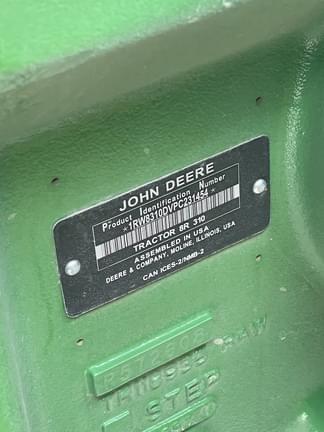 JOHN DEERE
Product Identification Number
*1RW8310DVPC231454*
TRACTOR 8R 310
ASSEMBLED IN USA
DEERE & COMPANY, MOLINE, ILLINOIS, USA
CAN ICES-2/NMB-2
STEP